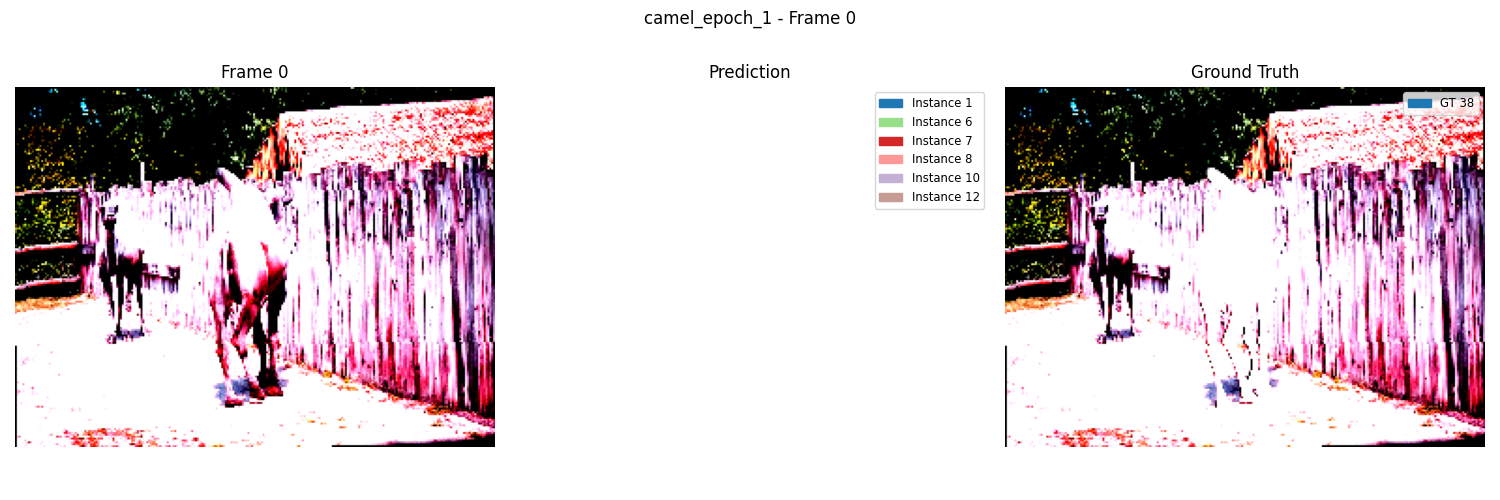 camel_epoch_1 - Frame 0
Frame 0
Prediction
Ground Truth
Instance 1
Instance 6
Instance 7
Instance 8
Instance 10
Instance 12
GT 38